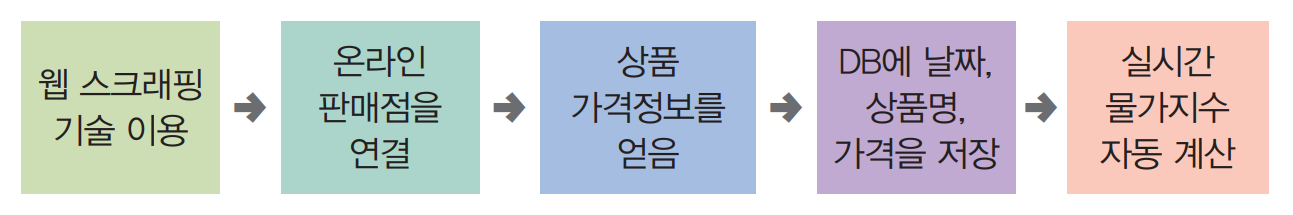 웹 스크래핑
기술 이용
온라인
판매점을
연결
상품
가격정보를
얻음
DB에 날짜,
상품명,
가격을 저장
실시간
물가지수
자동 계산